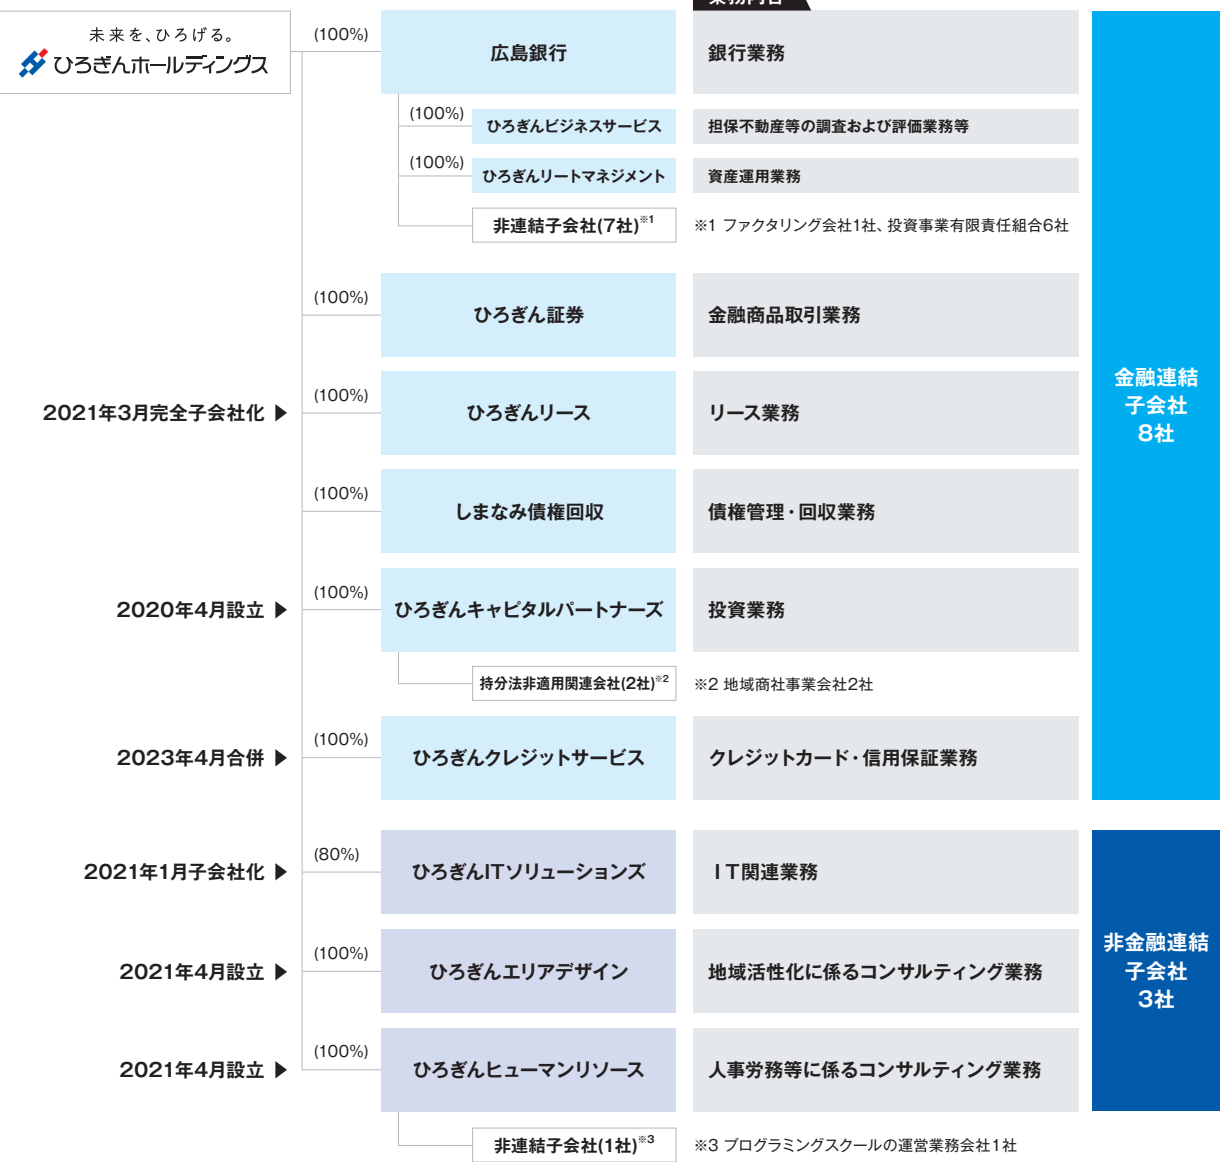 業務内容
未来を、ひろげる。
ひろぎんホールディングス
(100%)
広島銀行
銀行業務
(100%)
ひろぎんビジネスサービス
担保不動産等の調査および評価業務等
(100%)
ひろぎんリートマネジメント
資産運用業務
非連結子会社(7社)※1
※1 ファクタリング会社1社、投資事業有限責任組合6社
(100%)
ひろぎん証券
金融商品取引業務
2021年3月完全子会社化 ▶
(100%)
ひろぎんリース
リース業務
(100%)
しまなみ債権回収
債権管理・回収業務
2020年4月設立 ▶
(100%)
ひろぎんキャピタルパートナーズ
投資業務
持分法非適用関連会社(2社)※2
※2 地域商社事業会社2社
2023年4月合併 ▶
(100%)
ひろぎんクレジットサービス
クレジットカード・信用保証業務
金融連結
子会社
8社
2021年1月子会社化 ▶
(80%)
ひろぎんITソリューションズ
IT関連業務
2021年4月設立 ▶
(100%)
ひろぎんエリアデザイン
地域活性化に係るコンサルティング業務
2021年4月設立 ▶
(100%)
ひろぎんヒューマンリソース
人事労務等に係るコンサルティング業務
非連結子会社(1社)※3
※3 プログラミングスクールの運営業務会社1社
非金融連結
子会社
3社